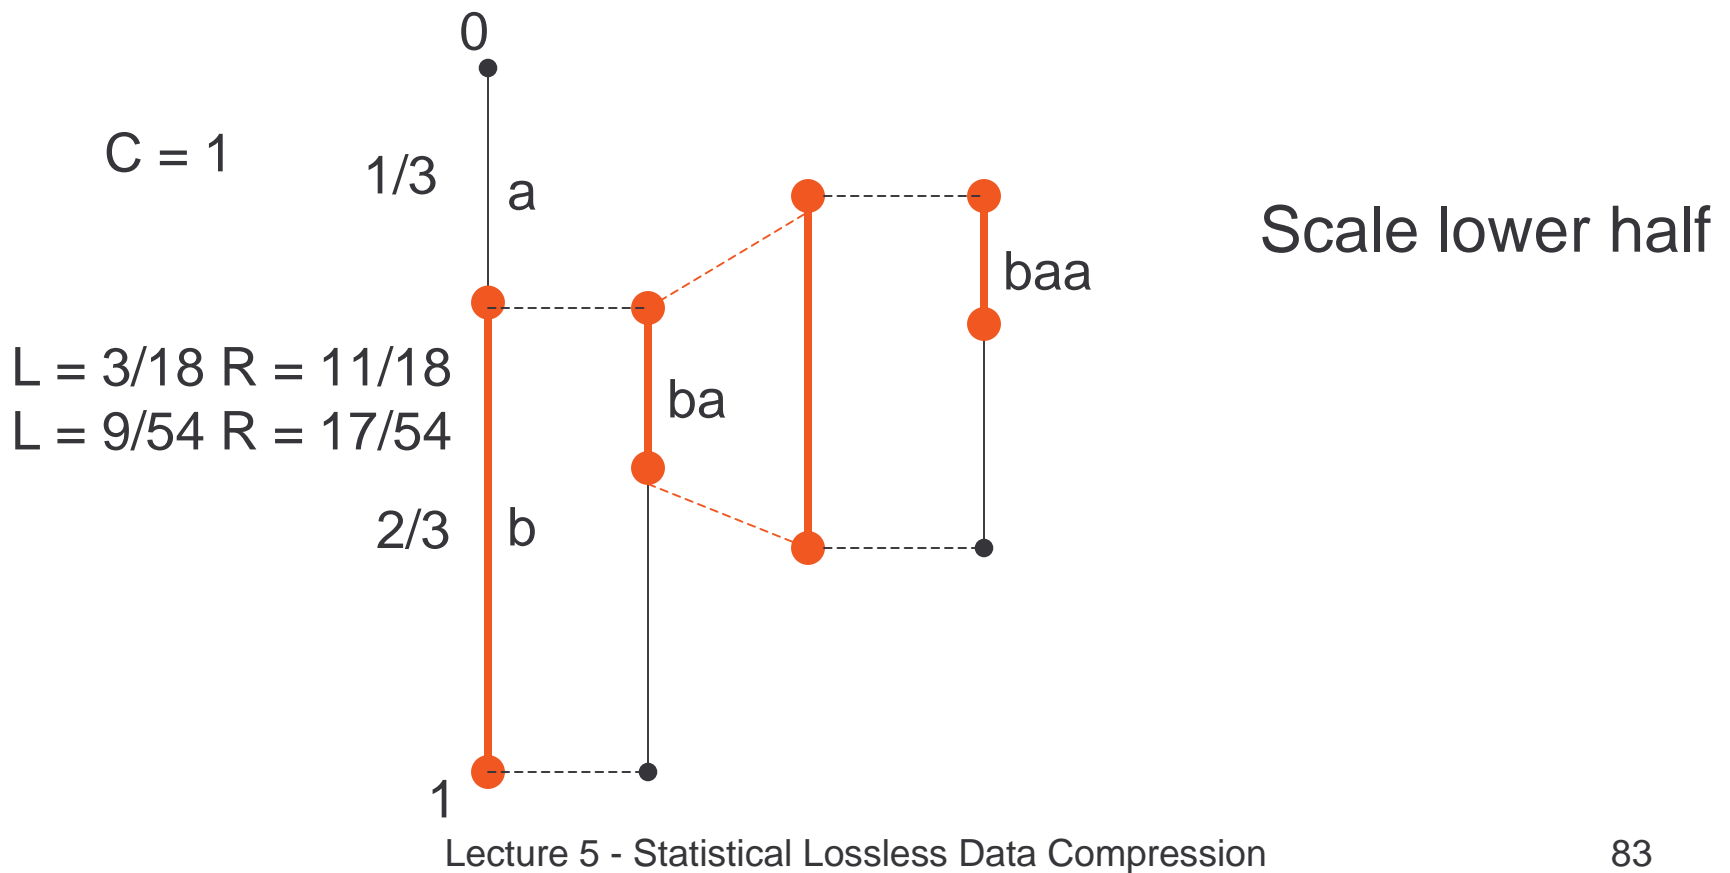 0
C = 1
1/3
a
Scale lower half
baa
L = 3/18 R = 11/18
L = 9/54 R = 17/54
ba
2/3
b
1
Lecture 5 - Statistical Lossless Data Compression
83